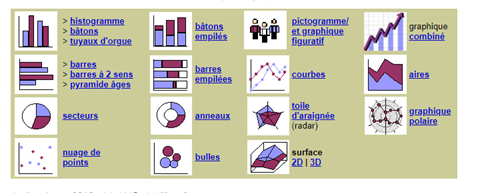 > histogramme
> bâtons
> tuyaux d'orgue
bâtons
empilés
pictogramme/
et graphique
figuratif
graphique
combiné
> barres
> barres à 2 sens
> pyramide âges
barres
empilées
courbes
aires
secteurs
anneaux
toile
d'araignée
(radar)
graphique
polaire
nuage de
points
bulles
surface
2D | 3D